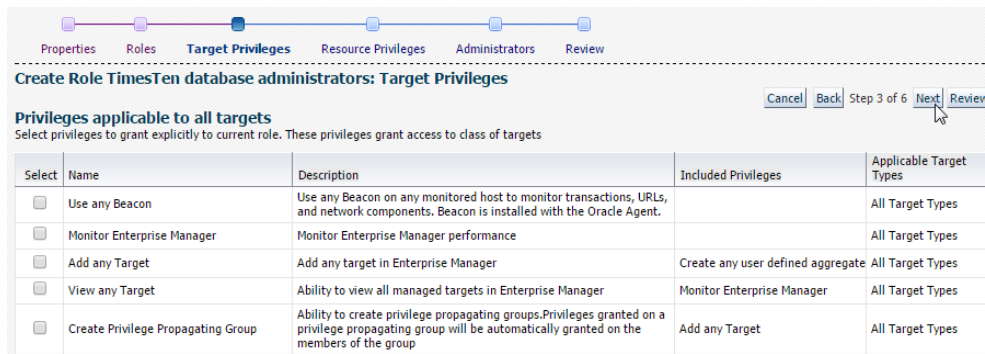 Properties Roles Target Privileges Resource Privileges Administrators Review
Create Role TimesTen database administrators: Target Privileges
Cancel Back Step 3 of 6 Next Review
Privileges applicable to all targets
Select privileges to grant explicitly to current role. These privileges grant access to class of targets
Select Name Description Included Privileges Applicable Target
Types
Use any Beacon
Use any Beacon on any monitored host to monitor transactions, URLs,
and network components. Beacon is installed with the Oracle Agent.
All Target Types
Monitor Enterprise Manager Monitor Enterprise Manager performance All Target Types
Add any Target Add any target in Enterprise Manager Create any user defined aggregate All Target Types
View any Target Ability to view all managed targets in Enterprise Manager Monitor Enterprise Manager All Target Types
Create Privilege Propagating Group
Ability to create privilege propagating groups.Privileges granted on a
privilege propagating group will be automatically granted on the
members of the group
Add any Target All Target Types